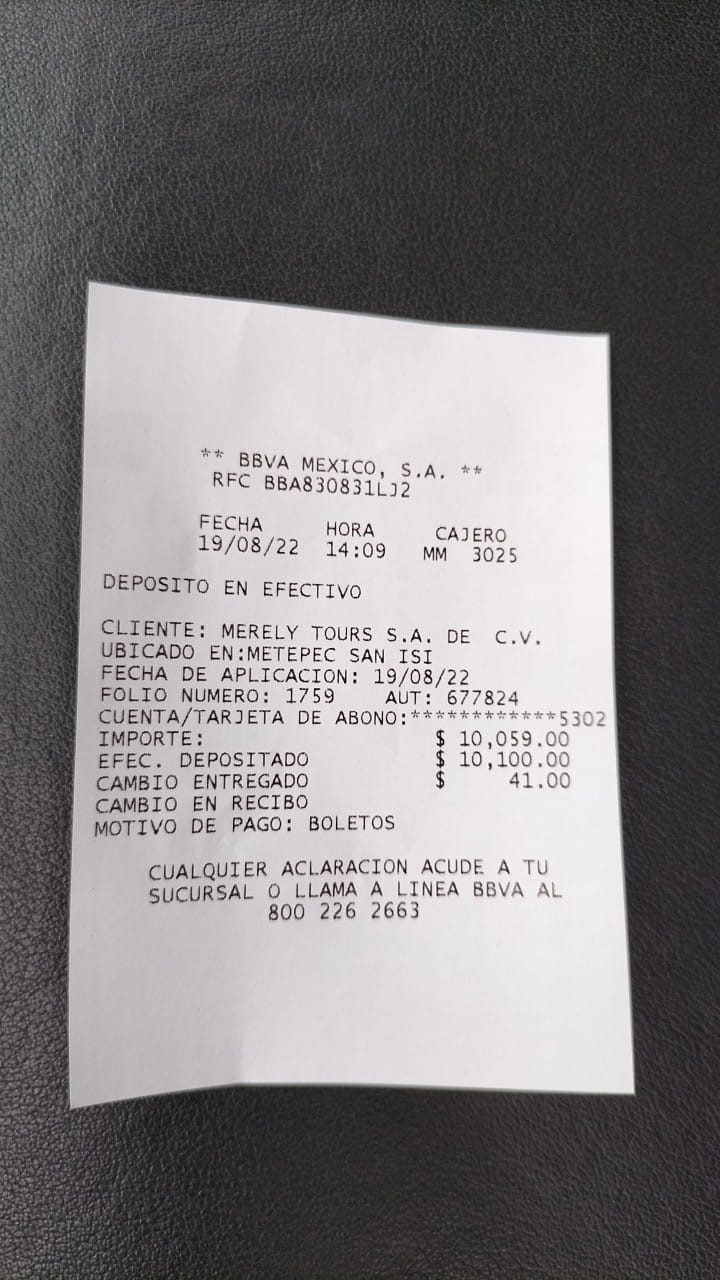 ** BBVA MEXICO, S.A. **
RFC BBA830831LJ2
FECHA HORA CAJERO
19/08/22 14:09 MM 3025
DEPOSITO EN EFECTIVO
CLIENTE: MERELY TOURS S.A. DE C.V.
UBICADO EN:METEPEC SAN ISI
FECHA DE APLICACION: 19/08/22
FOLIO NUMERO: 1759 AUT: 677824
CUENTA/TARJETA DE ABONO:************5302
IMPORTE: $ 10,059.00
EFEC. DEPOSITADO $ 10,100.00
CAMBIO ENTREGADO $ 41.00
CAMBIO EN RECIBO
MOTIVO DE PAGO: BOLETOS
CUALQUIER ACLARACION ACUDE A TU
SUCURSAL O LLAMA A LINEA BBVA AL
800 226 2663